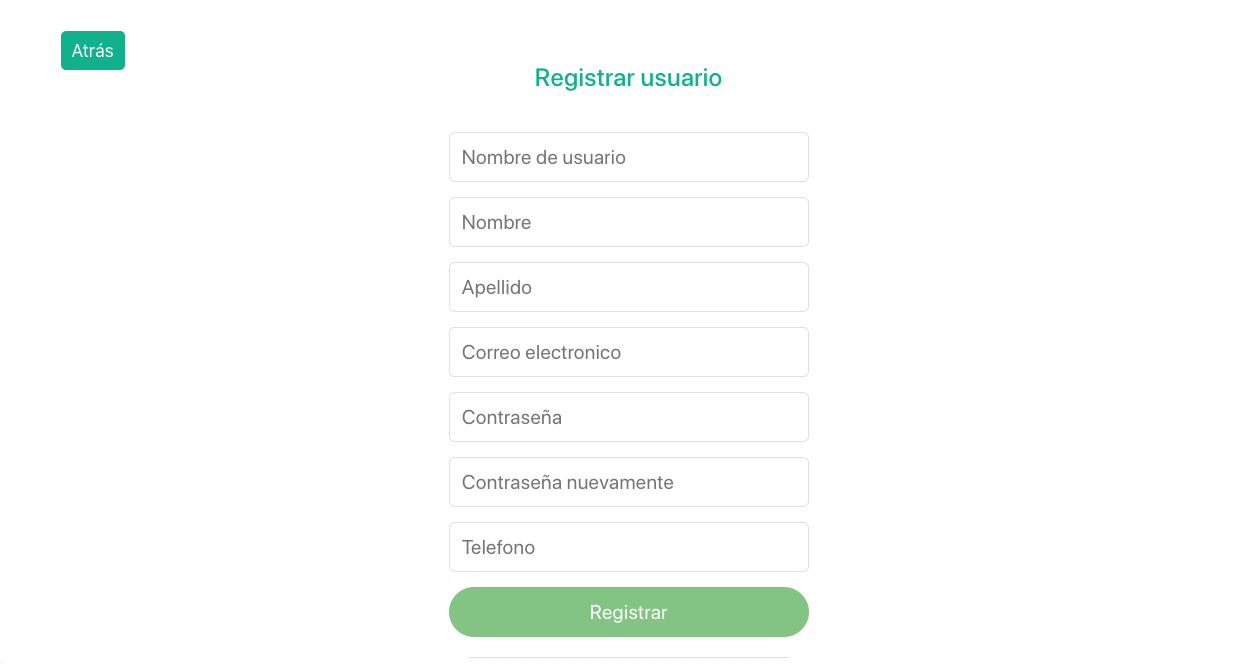 Atrás
Registrar usuario
Nombre de usuario
Nombre
Apellido
Correo electronico
Contraseña
Contraseña nuevamente
Telefono
Registrar